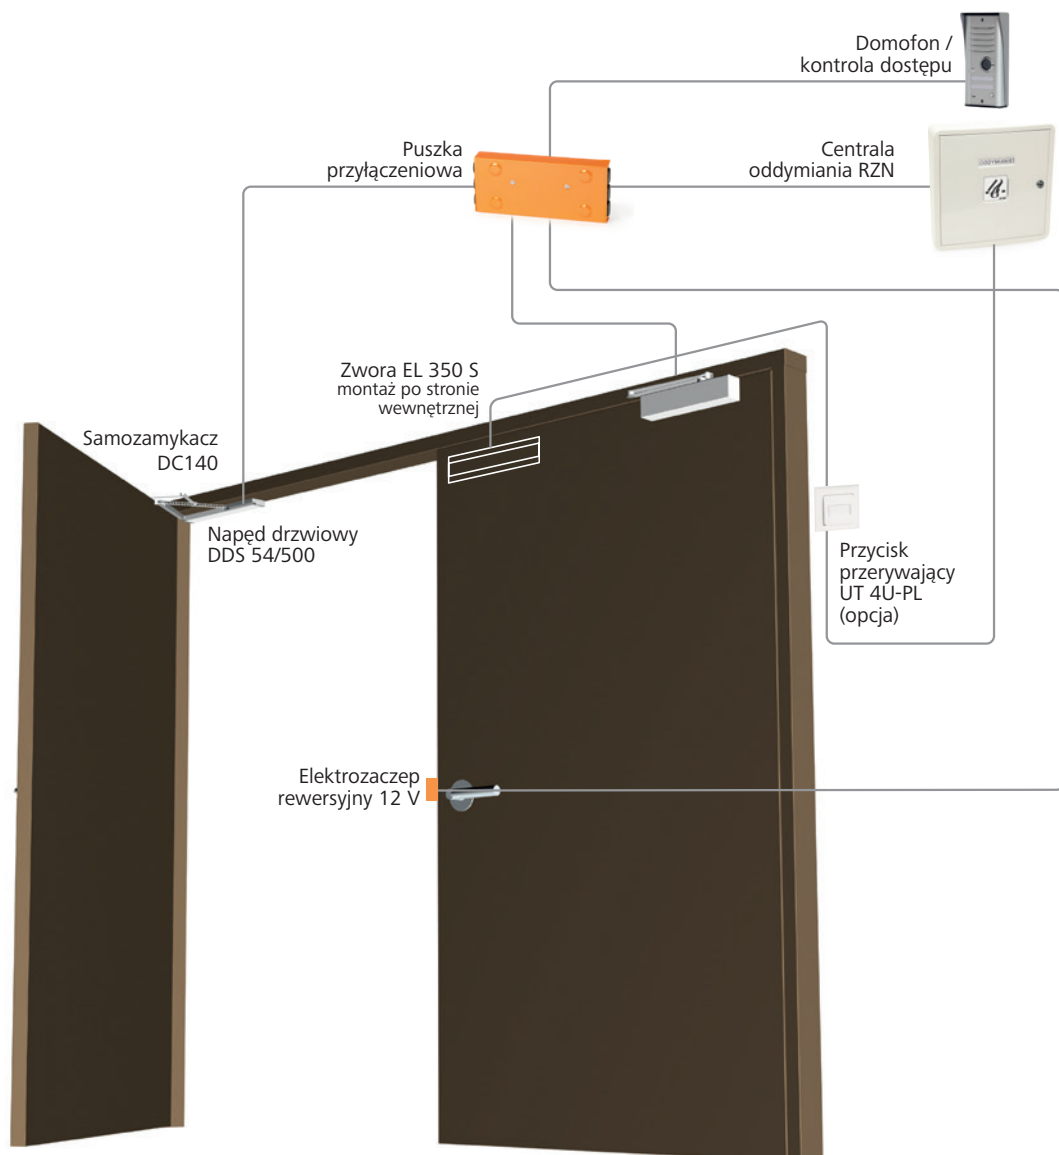 Domofon /
kontrola dostępu
Puszka
przyłączeniowa
Centrala
oddymiania RZN
Zwora EL 350 S
montaż po stronie
wewnętrznej
Samozamykacz
DC140
Napęd drzwiowy
DDS 54/500
Przycisk
przerywający
UT 4U-PL
(opcja)
Elektrozaczep
rewersyjny 12 V